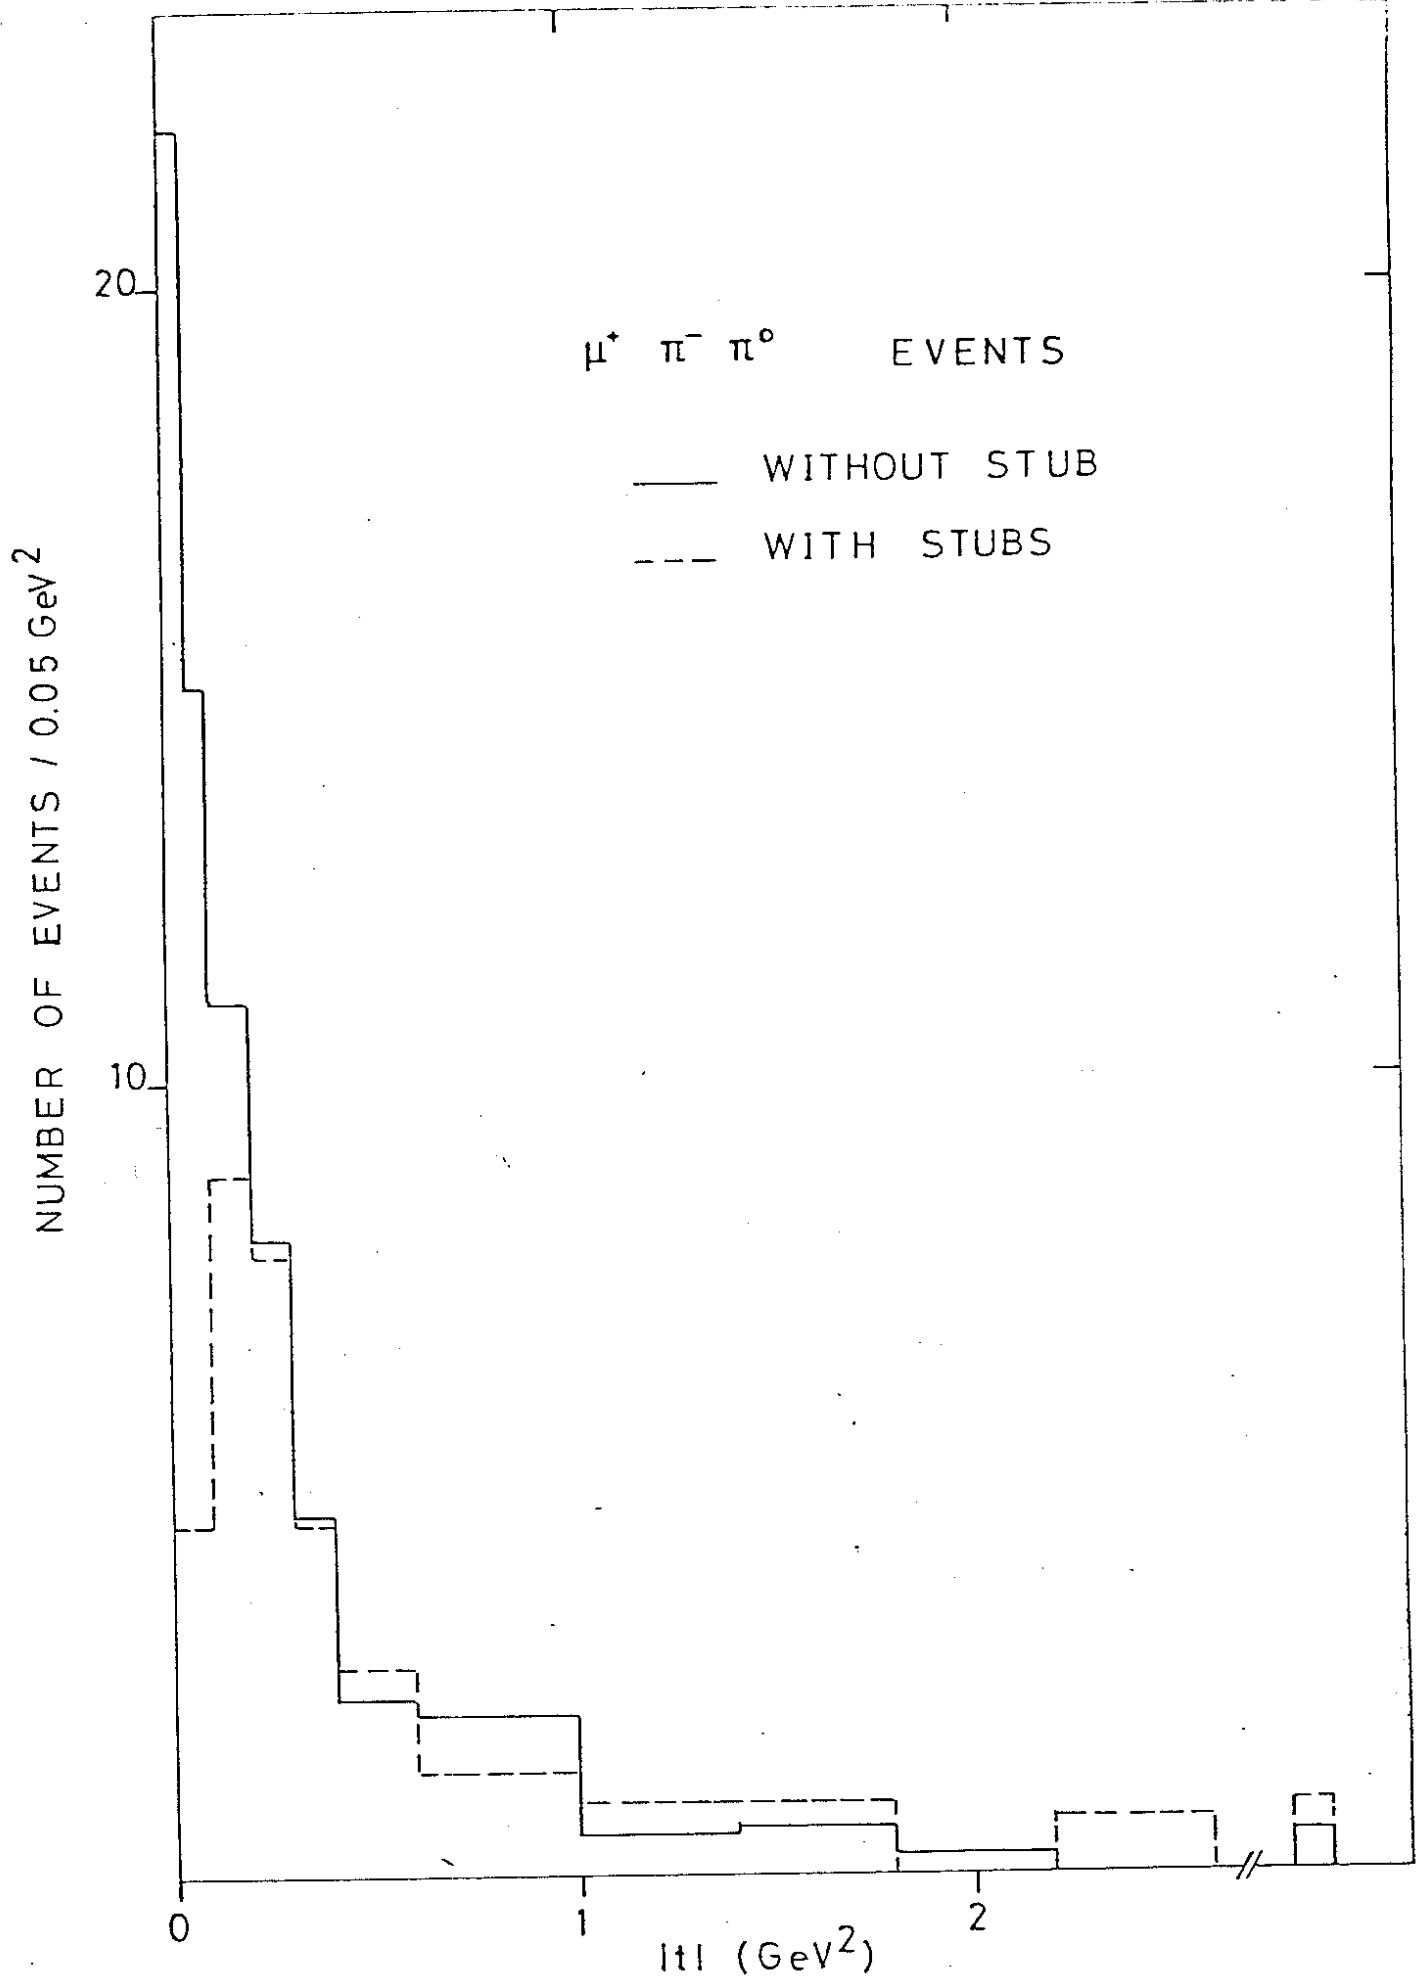 20
μ⁺ π⁻ π⁰ EVENTS
WITHOUT STUB
WITH STUBS
NUMBER OF EVENTS / 0.05 GeV²
10
0
1
2
|t| (GeV²)